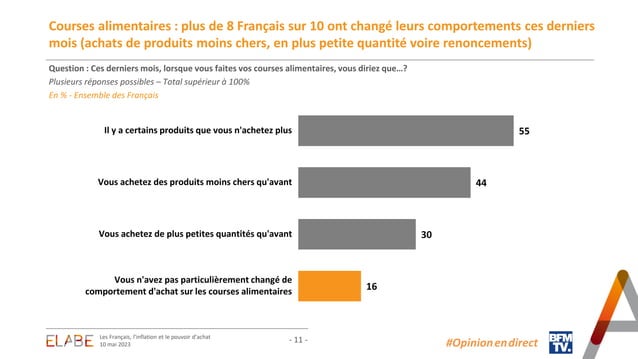 Courses alimentaires : plus de 8 Français sur 10 ont changé leurs comportements ces derniers
mois (achats de produits moins chers, en plus petite quantité voire renoncements)
Question : Ces derniers mois, lorsque vous faites vos courses alimentaires, vous diriez que…?
Plusieurs réponses possibles – Total supérieur à 100%
En % - Ensemble des Français
Il y a certains produits que vous n'achetez plus
55
Vous achetez des produits moins chers qu'avant
44
Vous achetez de plus petites quantités qu'avant
30
Vous n'avez pas particulièrement changé de
comportement d'achat sur les courses alimentaires
16
ELABE
Les Français, l'inflation et le pouvoir d'achat
10 mai 2023
- 11 -
#Opinion en direct
BFM
TV.